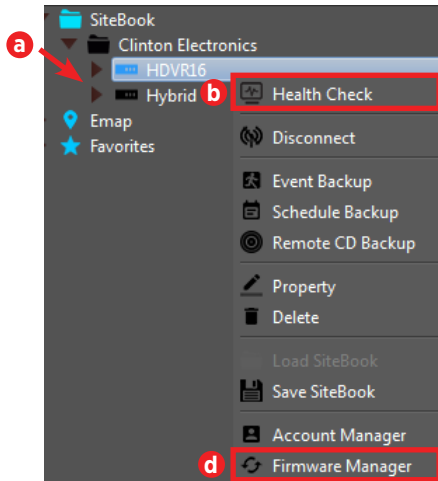 SiteBook
a
Clinton Electronics
HDVR16
Hybrid
b
Health Check
Emap
Favorites
Disconnect
Event Backup
Schedule Backup
Remote CD Backup
Property
Delete
Load SiteBook
Save SiteBook
Account Manager
d
Firmware Manager